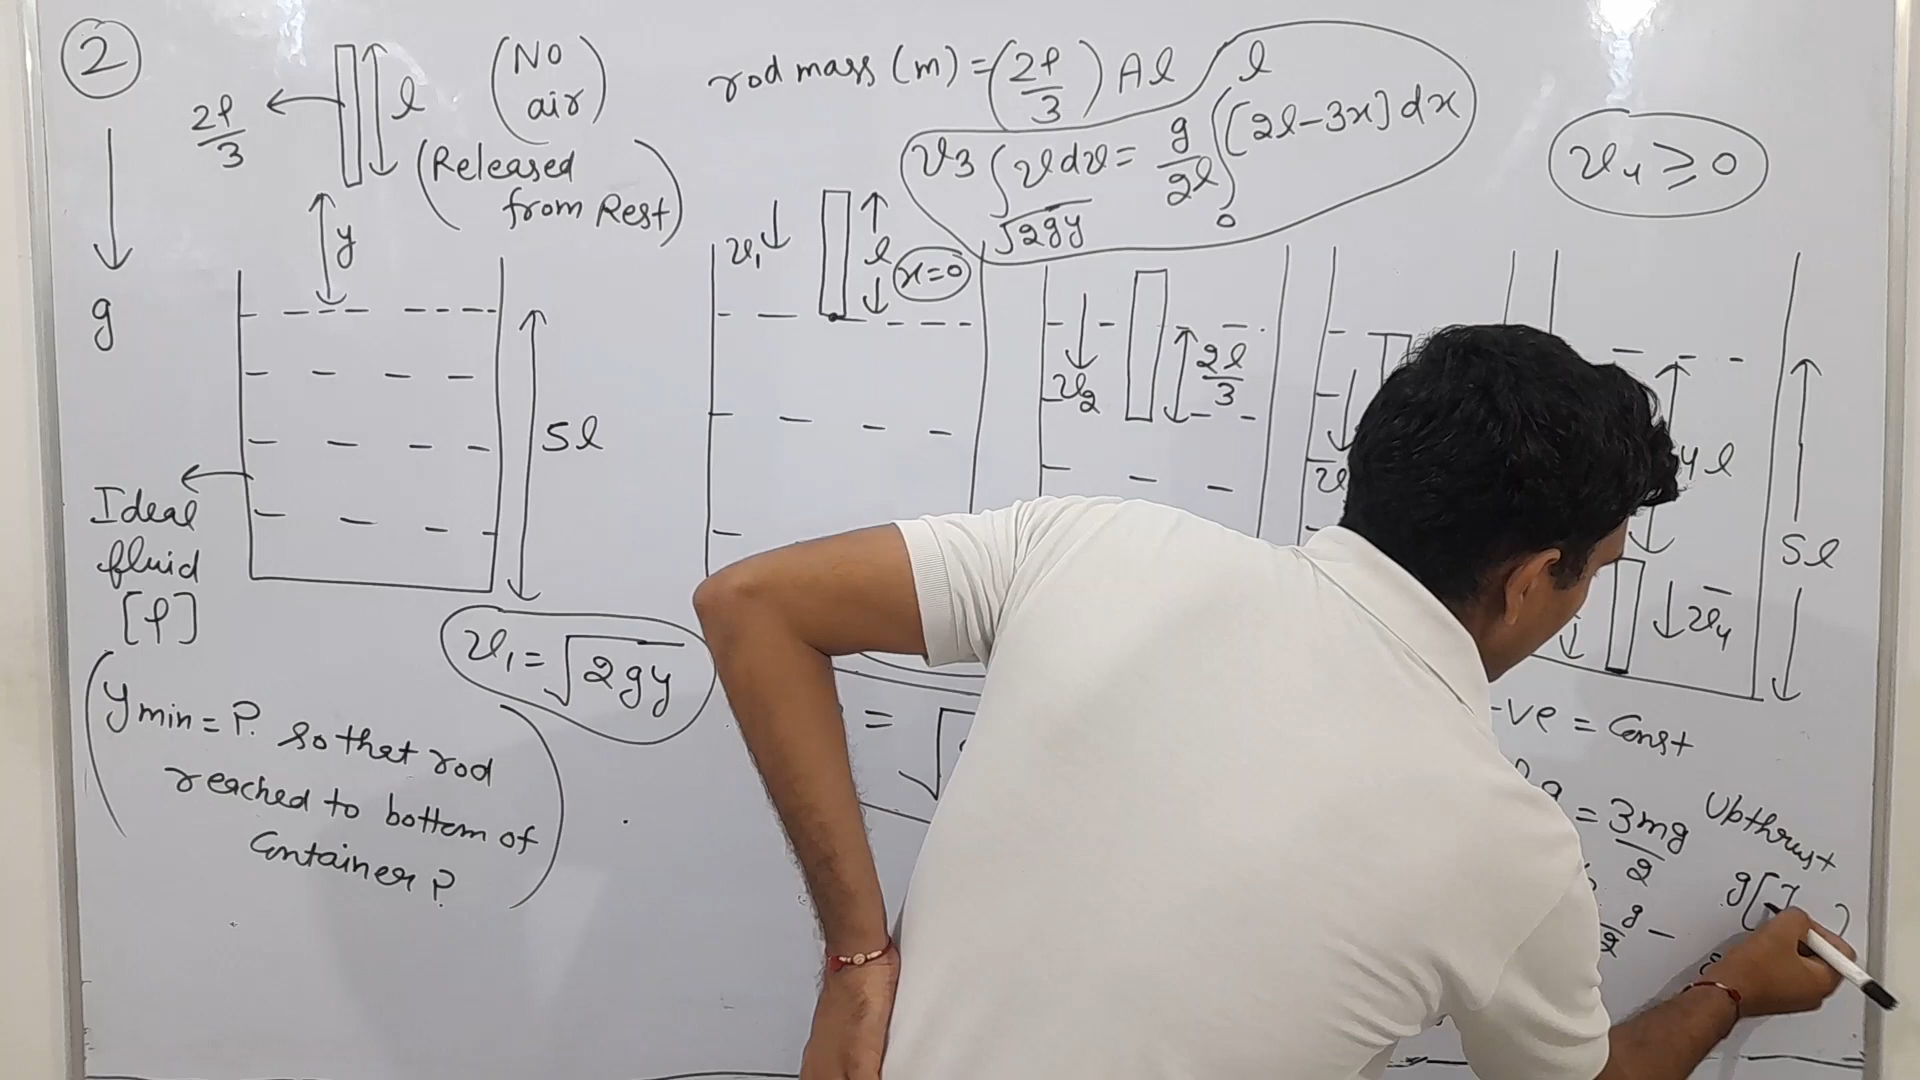 2
2ρ/3
l
(No air)
(Released from Rest)
y
g
5l
Ideal fluid [ρ]
y min = ? so that rod reached to bottom of Container ?
v₁ = √2gy
rod mass (m) = (2ρ/3) Al
v₃ ∫ v dv = g/2l ∫ [2l-3x] dx
√2gy
l
0
v₁ ↓
l
x=0
v₂
2l/3
v₄ ≥ 0
4l
5l
v₄
-ve = Const
= 3mg/2
Upthrust